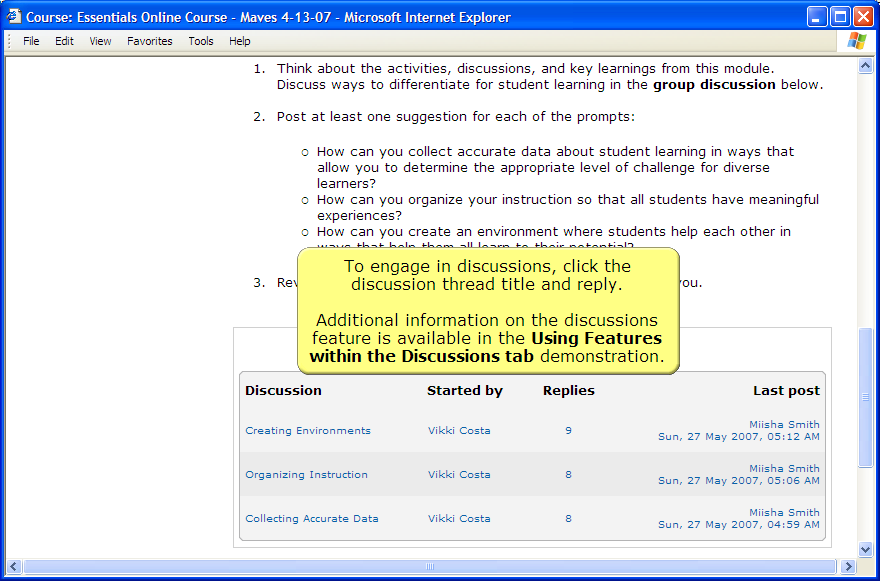 Course: Essentials Online Course - Maves 4-13-07 - Microsoft Internet Explorer
File Edit View Favorites Tools Help
1. Think about the activities, discussions, and key learnings from this module.
Discuss ways to differentiate for student learning in the group discussion below.
2. Post at least one suggestion for each of the prompts:
How can you collect accurate data about student learning in ways that
allow you to determine the appropriate level of challenge for diverse
learners?
How can you organize your instruction so that all students have meaningful
experiences?
How can you create an environment where students help each other in
ways that help them all learn to their potential?
3. you.
To engage in discussions, click the
discussion thread title and reply.
Additional information on the discussions
feature is available in the Using Features
within the Discussions tab demonstration.
Discussion Started by Replies Last post
Creating Environments Vikki Costa 9 Miisha Smith
Sun, 27 May 2007, 05:12 AM
Organizing Instruction Vikki Costa 8 Miisha Smith
Sun, 27 May 2007, 05:06 AM
Collecting Accurate Data Vikki Costa 8 Miisha Smith
Sun, 27 May 2007, 04:59 AM